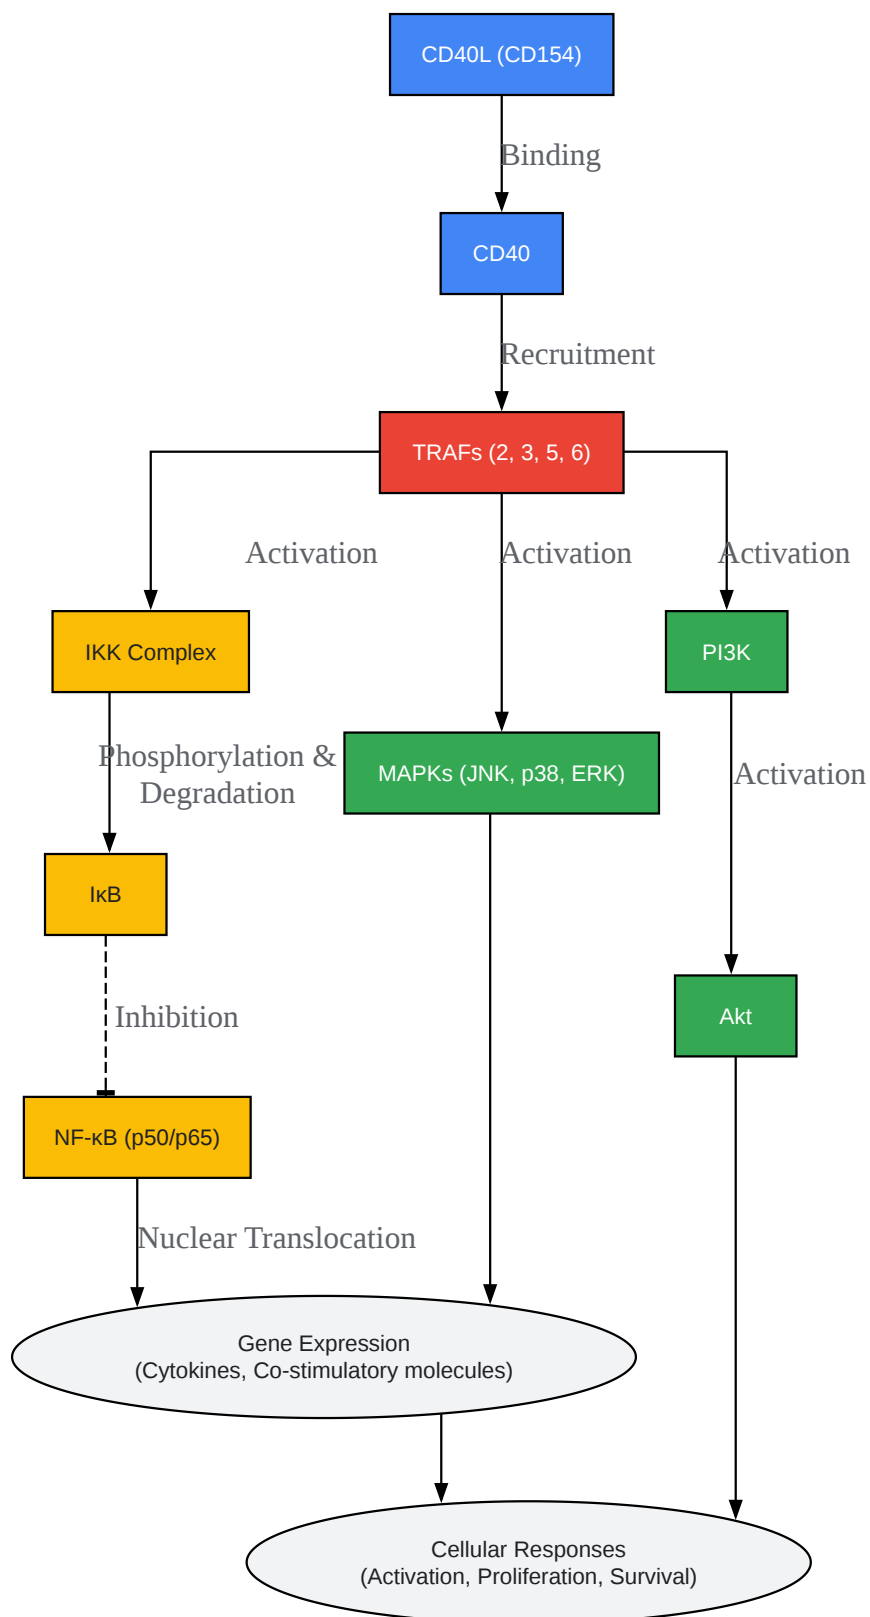 CD40L (CD154)
Binding
CD40
Recruitment
TRAFs (2, 3, 5, 6)
Activation
Activation
Activation
IKK Complex
PI3K
Phosphorylation &
Degradation
MAPKs (JNK, p38, ERK)
Activation
IκB
Inhibition
Akt
NF-κB (p50/p65)
Nuclear Translocation
Gene Expression
(Cytokines, Co-stimulatory molecules)
Cellular Responses
(Activation, Proliferation, Survival)